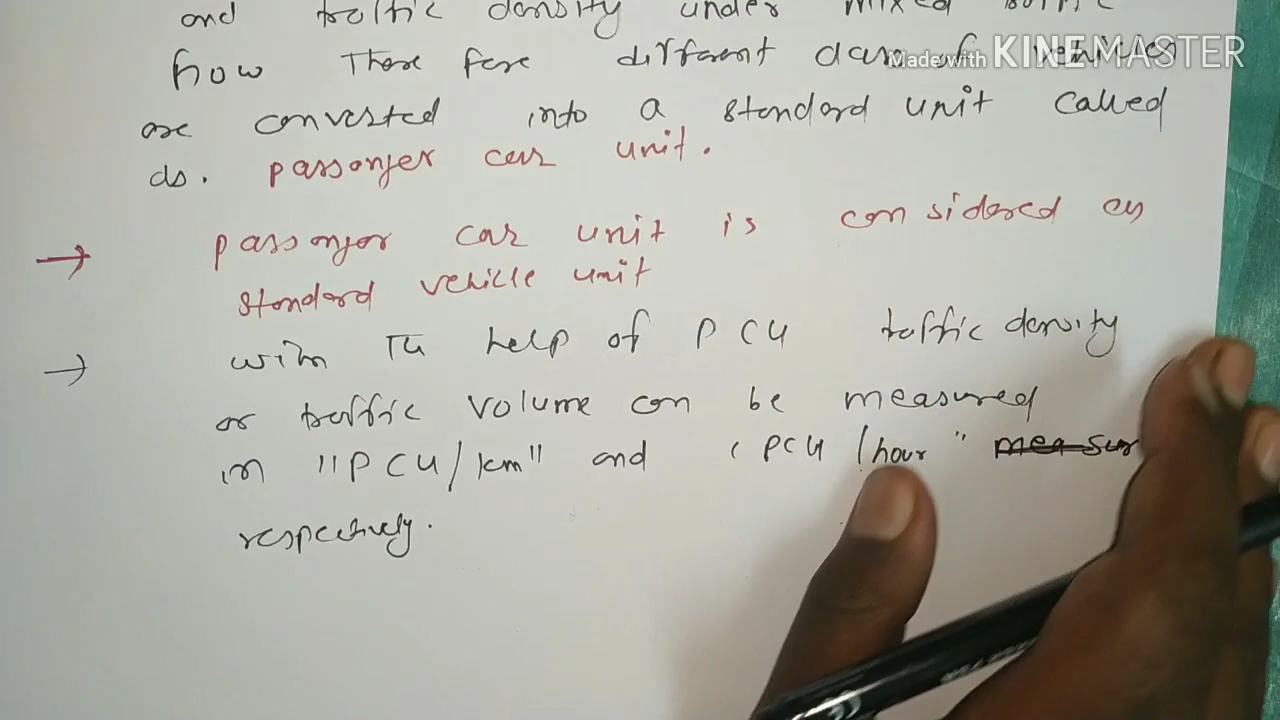 and traffic density under mixed traffic
flow Therefore different class of vehicles
are converted into a standard unit called
as. passenger car unit.
→ passenger car unit is considered as
standard vehicle unit
→ with the help of PCU traffic density
or traffic volume can be measured
in "PCU/km" and "PCU/hour" measur
respectively.
Made with KINEMASTER